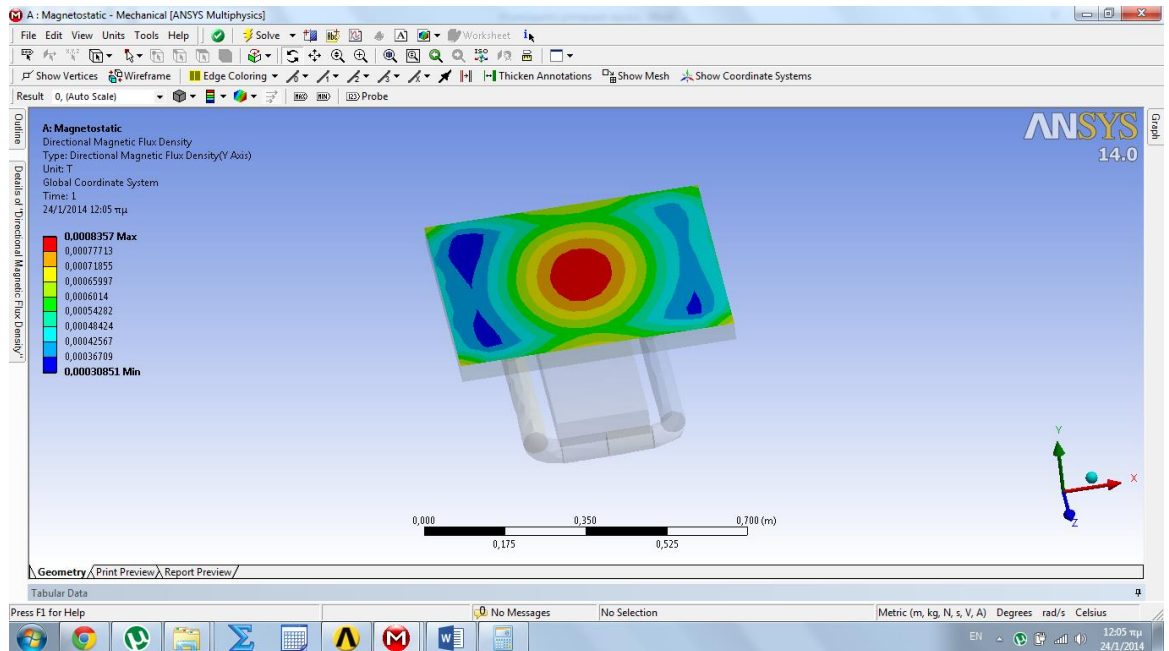 A : Magnetostatic - Mechanical [ANSYS Multiphysics]
File Edit View Units Tools Help Solve Worksheet
Show Vertices Wireframe Edge Coloring Thicken Annotations Show Mesh Show Coordinate Systems
Result 0, (Auto Scale) MAX MIN 123 Probe
Outline
Details of "Directional Magnetic Flux Density"
Graph
A: Magnetostatic
Directional Magnetic Flux Density
Type: Directional Magnetic Flux Density(Y Axis)
Unit: T
Global Coordinate System
Time: 1
24/1/2014 12:05 πμ
ANSYS
14.0
0,0008357 Max
0,00077713
0,00071855
0,00065997
0,0006014
0,00054282
0,00048424
0,00042567
0,00036709
0,00030851 Min
Y
X
Z
0,000 0,350 0,700 (m)
0,175 0,525
Geometry Print Preview Report Preview
Tabular Data
Press F1 for Help 0 No Messages No Selection Metric (m, kg, N, s, V, A) Degrees rad/s Celsius
EN 12:05 πμ
24/1/2014